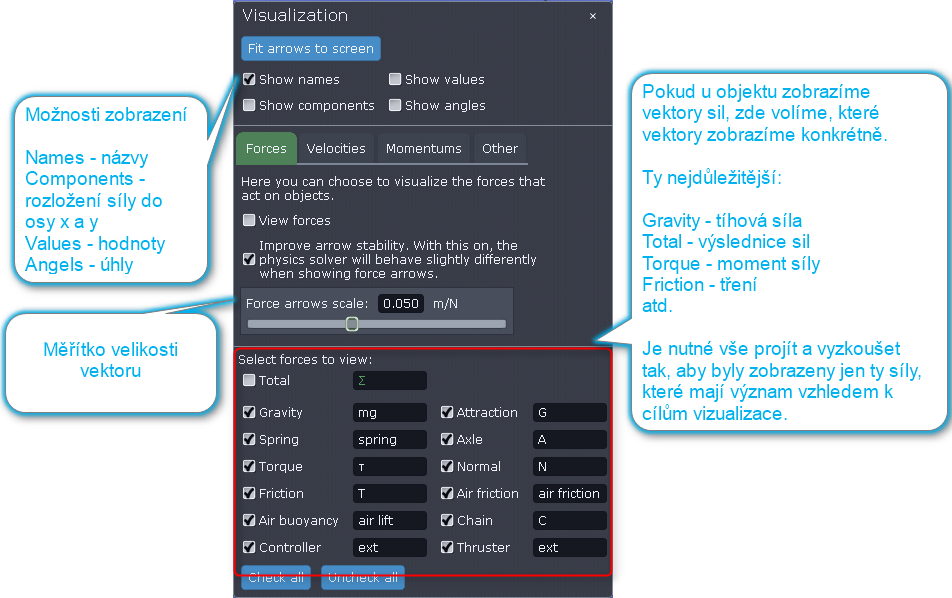 Visualization
×
Fit arrows to screen
Show names
Show values
Show components
Show angles
Forces
Velocities
Momentums
Other
Here you can choose to visualize the forces that
act on objects.
View forces
Improve arrow stability. With this on, the
physics solver will behave slightly differently
when showing force arrows.
Force arrows scale: 0.050 m/N
Select forces to view:
Total Σ
Gravity mg Attraction G
Spring spring Axle A
Torque τ Normal N
Friction T Air friction air friction
Air buoyancy air lift Chain C
Controller ext Thruster ext
Check all Uncheck all
Možnosti zobrazení
Names - názvy
Components -
rozložení síly do
osy x a y
Values - hodnoty
Angels - úhly
Měřítko velikosti
vektoru
Pokud u objektu zobrazíme
vektory sil, zde volíme, které
vektory zobrazíme konkrétně.
Ty nejdůležitější:
Gravity - tíhová síla
Total - výslednice sil
Torque - moment síly
Friction - tření
atd.
Je nutné vše projít a vyzkoušet
tak, aby byly zobrazeny jen ty síly,
které mají význam vzhledem k
cílům vizualizace.